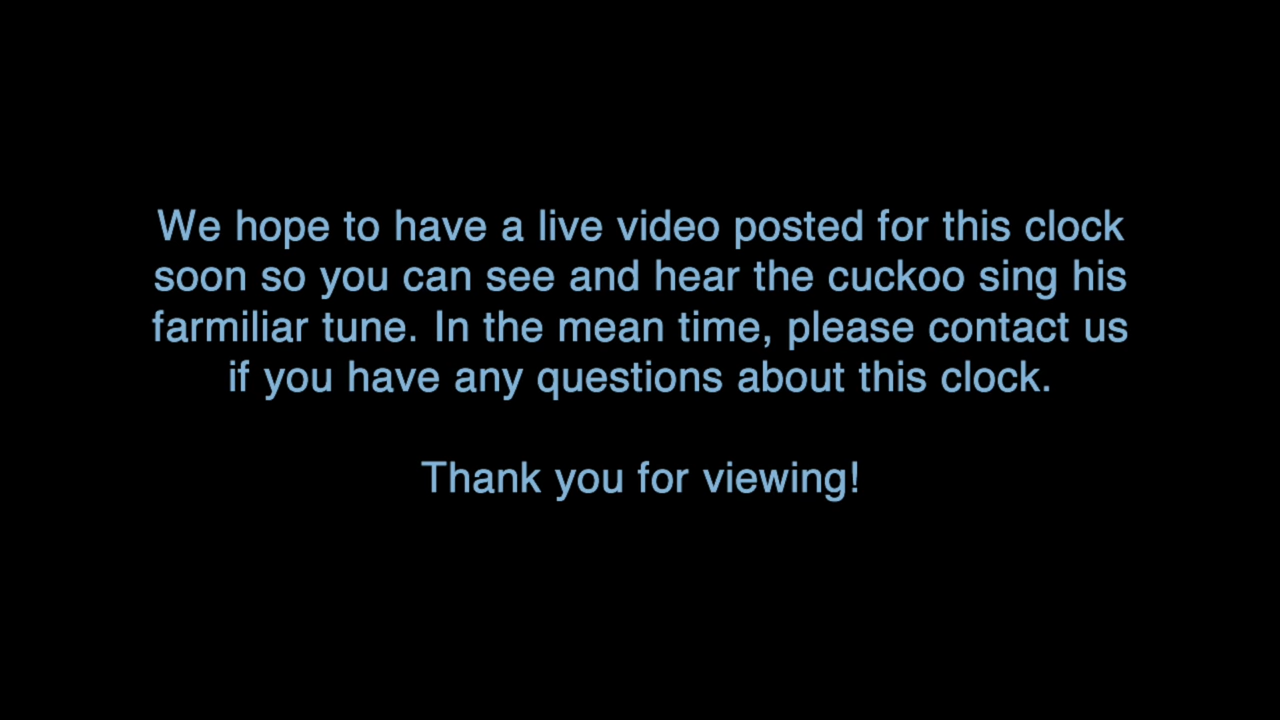 We hope to have a live video posted for this clock
soon so you can see and hear the cuckoo sing his
farmiliar tune. In the mean time, please contact us
if you have any questions about this clock.
Thank you for viewing!